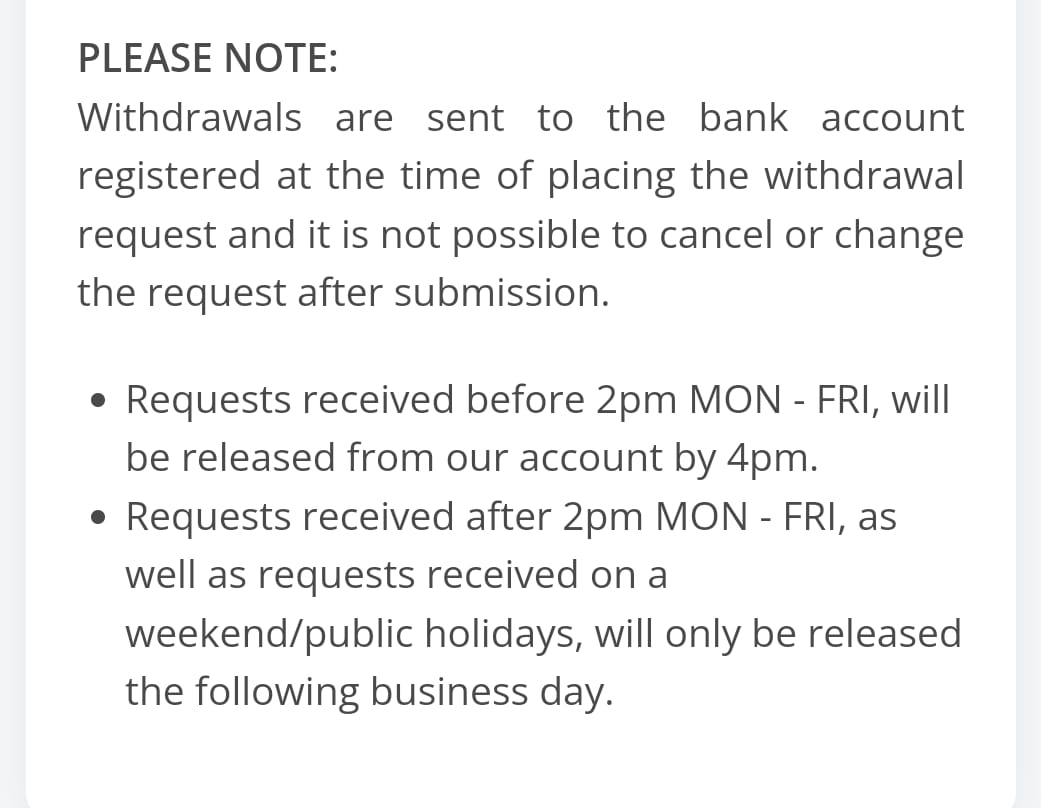 PLEASE NOTE:
Withdrawals are sent to the bank account
registered at the time of placing the withdrawal
request and it is not possible to cancel or change
the request after submission.
• Requests received before 2pm MON - FRI, will
be released from our account by 4pm.
• Requests received after 2pm MON - FRI, as
well as requests received on a
weekend/public holidays, will only be released
the following business day.